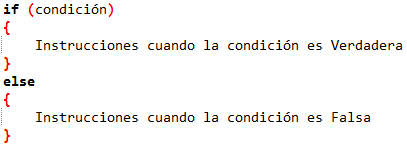 if (condición)
{
    Instrucciones cuando la condición es Verdadera
}
else
{
    Instrucciones cuando la condición es Falsa
}